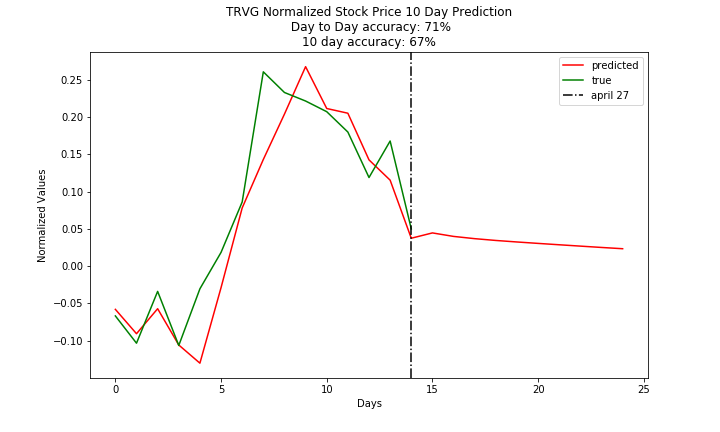 TRVG Normalized Stock Price 10 Day Prediction
Day to Day accuracy: 71%
10 day accuracy: 67%
predicted
true
april 27
Normalized Values
0.25
0.20
0.15
0.10
0.05
0.00
−0.05
−0.10
0 5 10 15 20 25
Days